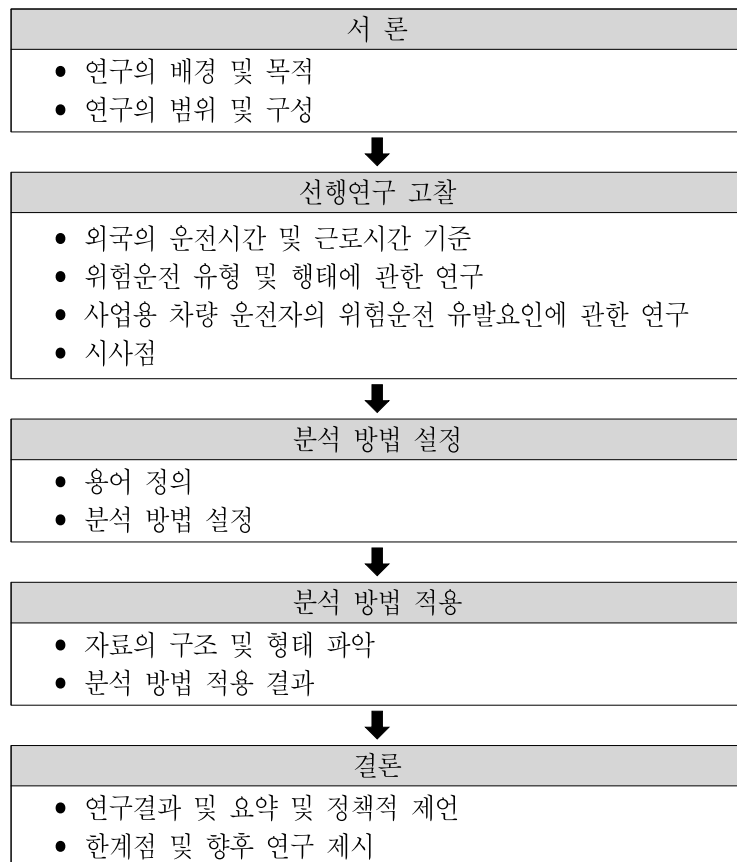 서 론
● 연구의 배경 및 목적
● 연구의 범위 및 구성
선행연구 고찰
● 외국의 운전시간 및 근로시간 기준
● 위험운전 유형 및 행태에 관한 연구
● 사업용 차량 운전자의 위험운전 유발요인에 관한 연구
● 시사점
분석 방법 설정
● 용어 정의
● 분석 방법 설정
분석 방법 적용
● 자료의 구조 및 형태 파악
● 분석 방법 적용 결과
결론
● 연구결과 및 요약 및 정책적 제언
● 한계점 및 향후 연구 제시